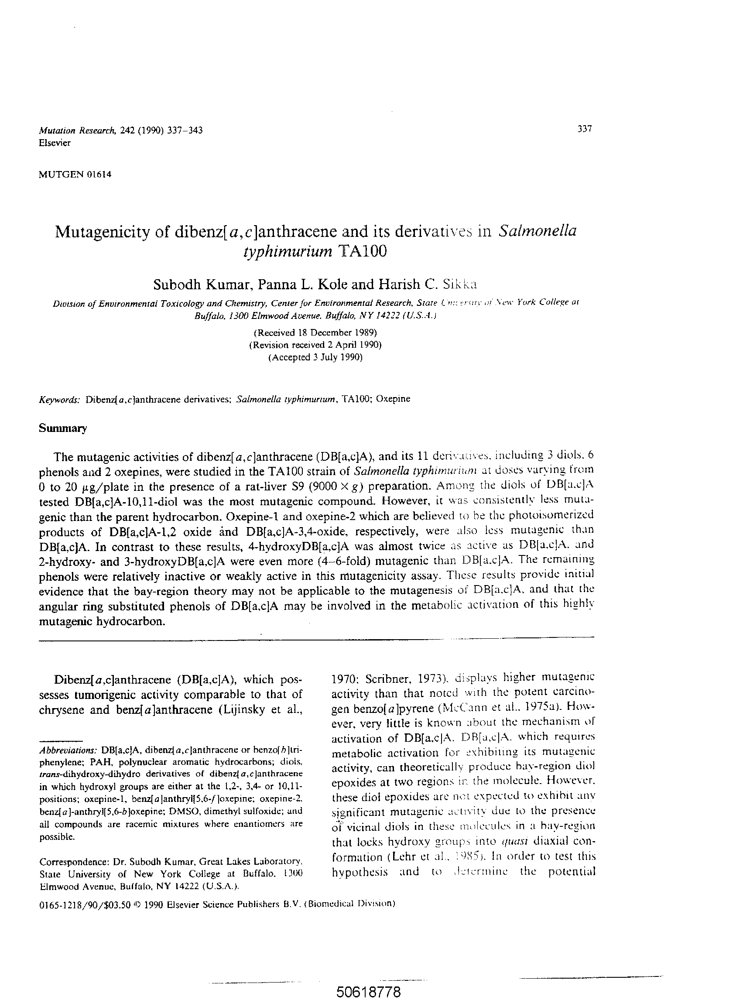 Mutation Research, 242 (1990) 337–343
Elsevier
337
MUTGEN 01614
Mutagenicity of dibenz[a,c]anthracene and its derivatives in Salmonella
typhimurium TA100
Subodh Kumar, Panna L. Kole and Harish C. Sikka
Division of Environmental Toxicology and Chemistry, Center for Environmental Research, State University of New York College at
Buffalo, 1300 Elmwood Avenue, Buffalo, NY 14222 (U.S.A.)
(Received 18 December 1989)
(Revision received 2 April 1990)
(Accepted 3 July 1990)
Keywords: Dibenz[a,c]anthracene derivatives; Salmonella typhimurium, TA100; Oxepine
Summary
The mutagenic activities of dibenz[a,c]anthracene (DB[a,c]A), and its 11 derivatives, including 3 diols, 6
phenols and 2 oxepines, were studied in the TA100 strain of Salmonella typhimurium at doses varying from
0 to 20 μg/plate in the presence of a rat-liver S9 (9000 × g) preparation. Among the diols of DB[a,c]A
tested DB[a,c]A-10,11-diol was the most mutagenic compound. However, it was consistently less muta-
genic than the parent hydrocarbon. Oxepine-1 and oxepine-2 which are believed to be the photoisomerized
products of DB[a,c]A-1,2 oxide and DB[a,c]A-3,4-oxide, respectively, were also less mutagenic than
DB[a,c]A. In contrast to these results, 4-hydroxyDB[a,c]A was almost twice as active as DB[a,c]A, and
2-hydroxy- and 3-hydroxyDB[a,c]A were even more (4–6-fold) mutagenic than DB[a,c]A. The remaining
phenols were relatively inactive or weakly active in this mutagenicity assay. These results provide initial
evidence that the bay-region theory may not be applicable to the mutagenesis of DB[a,c]A, and that the
angular ring substituted phenols of DB[a,c]A may be involved in the metabolic activation of this highly
mutagenic hydrocarbon.
Dibenz[a,c]anthracene (DB[a,c]A), which pos-
sesses tumorigenic activity comparable to that of
chrysene and benz[a]anthracene (Lijinsky et al.,
Abbreviations: DB[a,c]A, dibenz[a,c]anthracene or benzo[b]tri-
phenylene; PAH, polynuclear aromatic hydrocarbons; diols,
trans-dihydroxy-dihydro derivatives of dibenz[a,c]anthracene
in which hydroxyl groups are either at the 1,2-, 3,4- or 10,11-
positions; oxepine-1, benz[a]anthryl[5,6-f]oxepine; oxepine-2,
benz[a]-anthryl[5,6-b]oxepine; DMSO, dimethyl sulfoxide; and
all compounds are racemic mixtures where enantiomers are
possible.
Correspondence: Dr. Subodh Kumar, Great Lakes Laboratory,
State University of New York College at Buffalo, 1300
Elmwood Avenue, Buffalo, NY 14222 (U.S.A.).
1970; Scribner, 1973), displays higher mutagenic
activity than that noted with the potent carcino-
gen benzo[a]pyrene (McCann et al., 1975a). How-
ever, very little is known about the mechanism of
activation of DB[a,c]A. DB[a,c]A, which requires
metabolic activation for exhibiting its mutagenic
activity, can theoretically produce bay-region diol
epoxides at two regions in the molecule. However,
these diol epoxides are not expected to exhibit any
significant mutagenic activity due to the presence
of vicinal diols in these molecules in a bay-region
that locks hydroxy groups into quasi diaxial con-
formation (Lehr et al., 1985). In order to test this
hypothesis and to determine the potential
0165-1218/90/$03.50 © 1990 Elsevier Science Publishers B.V. (Biomedical Division)
50618778